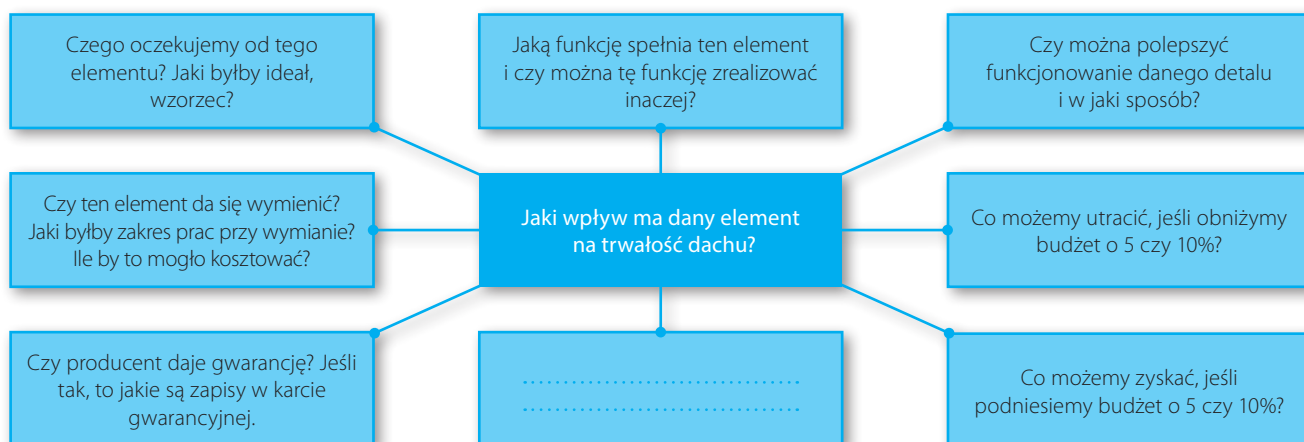 Czego oczekujemy od tego
elementu? Jaki byłby ideał,
wzorzec?
Jaką funkcję spełnia ten element
i czy można tę funkcję zrealizować
inaczej?
Czy można polepszyć
funkcjonowanie danego detalu
i w jaki sposób?
Czy ten element da się wymienić?
Jaki byłby zakres prac przy wymianie?
Ile by to mogło kosztować?
Jaki wpływ ma dany element
na trwałość dachu?
Co możemy utracić, jeśli obniżymy
budżet o 5 czy 10%?
Czy producent daje gwarancję? Jeśli
tak, to jakie są zapisy w karcie
gwarancyjnej.
................................
................................
Co możemy zyskać, jeśli
podniesiemy budżet o 5 czy 10%?